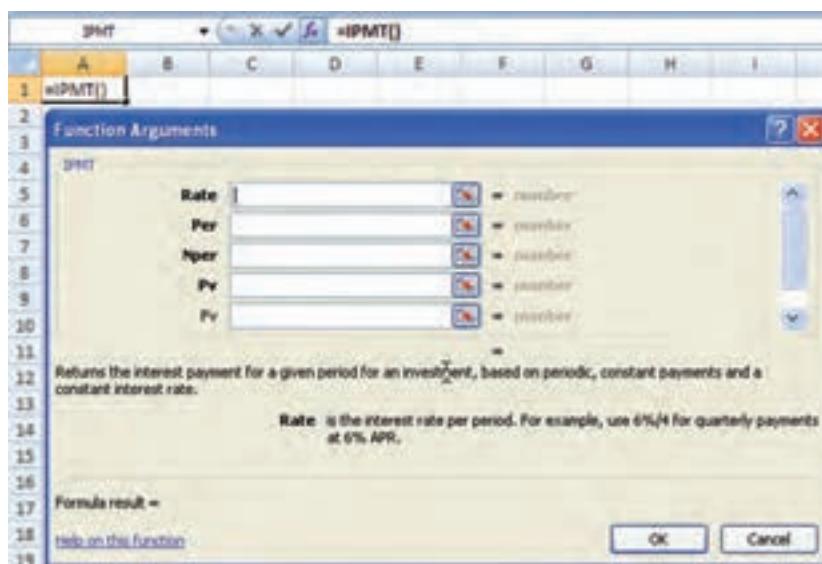 IPMT
fx =IPMT()
A B C D E F G H I
1 =IPMT()
2
3
4
5
6
7
8
9
10
11
12
13
14
15
16
17
18
19
Function Arguments
IPMT
Rate = number
Per = number
Nper = number
Pv = number
Fv = number
=
Returns the interest payment for a given period for an investment, based on periodic, constant payments and a
constant interest rate.
Rate is the interest rate per period. For example, use 6%/4 for quarterly payments
at 6% APR.
Formula result =
Help on this function
OK Cancel